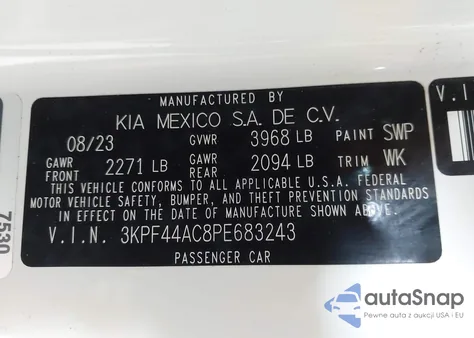 MANUFACTURED BY
KIA MEXICO S.A. DE C.V.
08/23 GVWR 3968 LB PAINT SWP
GAWR FRONT 2271 LB GAWR REAR 2094 LB TRIM WK
THIS VEHICLE CONFORMS TO ALL APPLICABLE U.S.A. FEDERAL
MOTOR VEHICLE SAFETY, BUMPER, AND THEFT PREVENTION STANDARDS
IN EFFECT ON THE DATE OF MANUFACTURE SHOWN ABOVE.
V.I.N. 3KPF44AC8PE683243
PASSENGER CAR
V.I
7530
autoSnap
Pewne auta z USA i EU